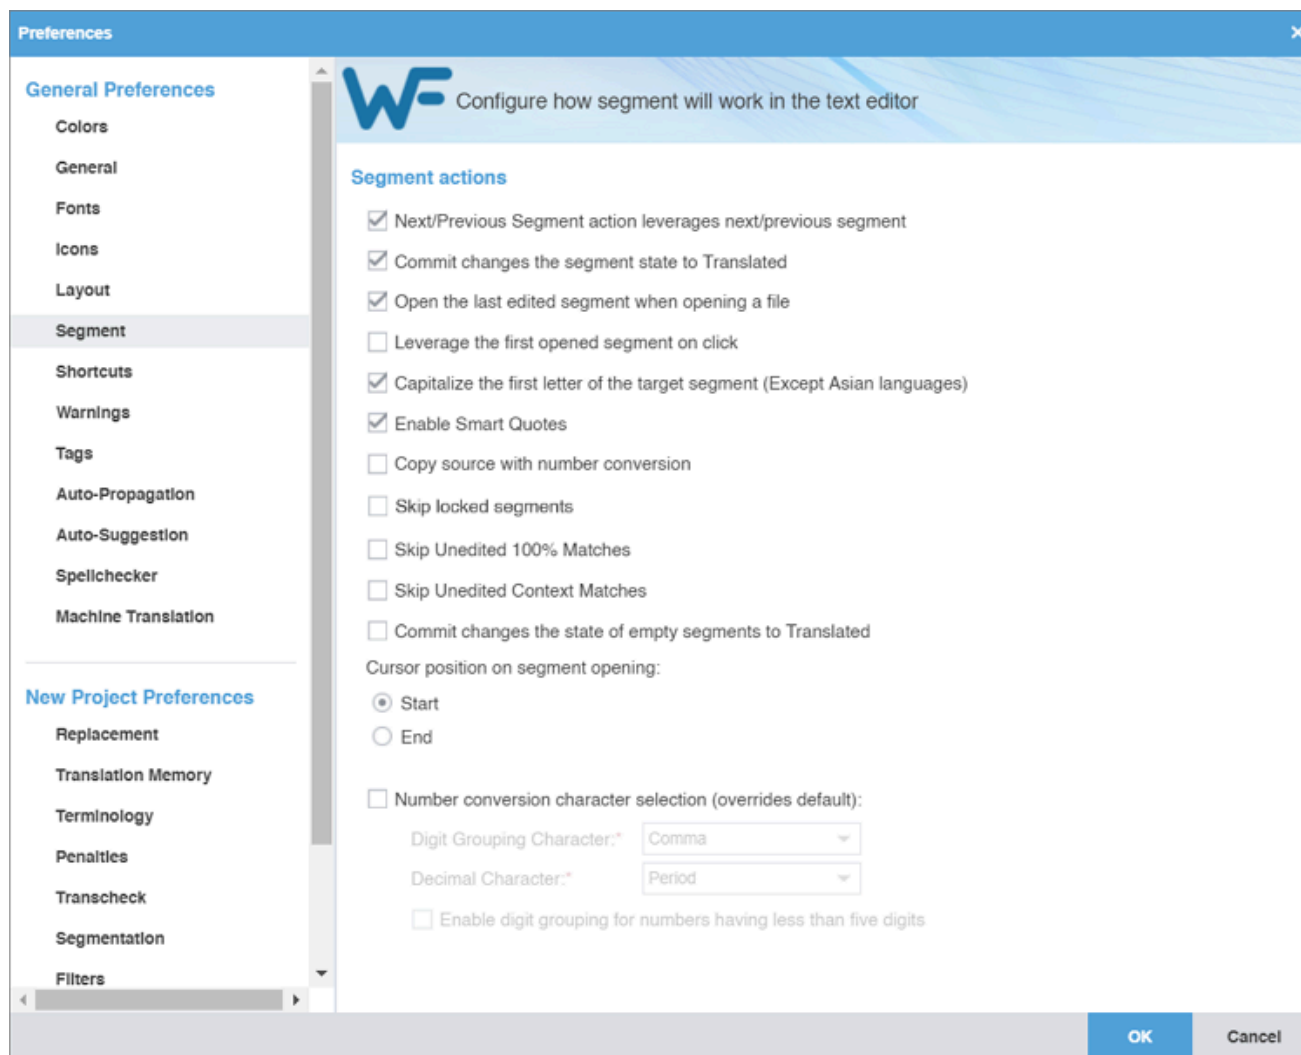 Preferences
General Preferences
Colors
General
Fonts
Icons
Layout
Segment
Shortcuts
Warnings
Tags
Auto-Propagation
Auto-Suggestion
Spellchecker
Machine Translation
New Project Preferences
Replacement
Translation Memory
Terminology
Penalties
Transcheck
Segmentation
Filters
WF
Configure how segment will work in the text editor
Segment actions
Next/Previous Segment action leverages next/previous segment
Commit changes the segment state to Translated
Open the last edited segment when opening a file
Leverage the first opened segment on click
Capitalize the first letter of the target segment (Except Asian languages)
Enable Smart Quotes
Copy source with number conversion
Skip locked segments
Skip Unedited 100% Matches
Skip Unedited Context Matches
Commit changes the state of empty segments to Translated
Cursor position on segment opening:
Start
End
Number conversion character selection (overrides default):
Digit Grouping Character:* Comma
Decimal Character:* Period
Enable digit grouping for numbers having less than five digits
OK Cancel